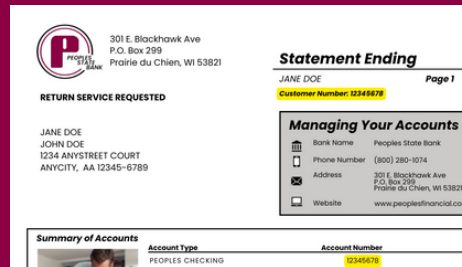 PEOPLES
STATE
BANK
301 E. Blackhawk Ave
P.O. Box 299
Prairie du Chien, WI 53821
RETURN SERVICE REQUESTED
JANE DOE
JOHN DOE
1234 ANYSTREET COURT
ANYCITY, AA 12345-6789
Statement Ending
JANE DOE Page 1
Customer Number: 12345678
Managing Your Accounts
Bank Name Peoples State Bank
Phone Number (800) 280-1074
Address 301 E. Blackhawk Ave
P.O. Box 299
Prairie du Chien, WI 53821
Website www.peoplesfinancial.co
Summary of Accounts
Account Type Account Number
PEOPLES CHECKING 12345678